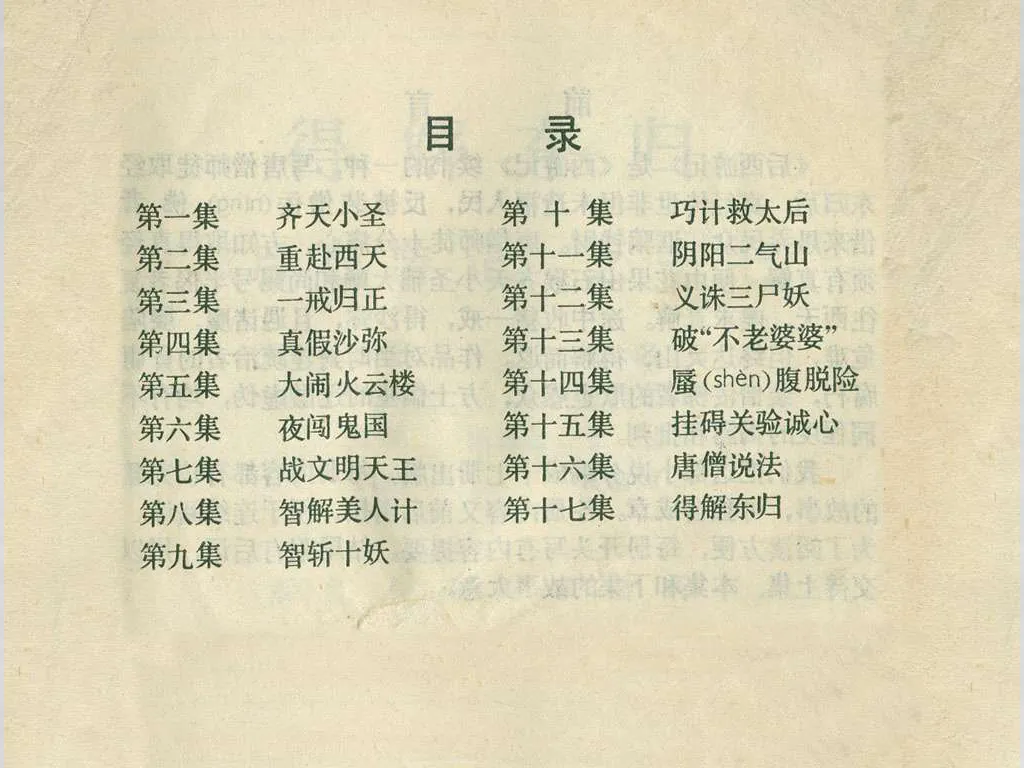 目 录
第一集 齐天小圣
第二集 重赴西天
第三集 一戒归正
第四集 真假沙弥
第五集 大闹火云楼
第六集 夜闯鬼国
第七集 战文明天王
第八集 智解美人计
第九集 智斩十妖
第十集 巧计救太后
第十一集 阴阳二气山
第十二集 义诛三尸妖
第十三集 破“不老婆婆”
第十四集 蜃(shèn)腹脱险
第十五集 挂碍关验诚心
第十六集 唐僧说法
第十七集 得解东归